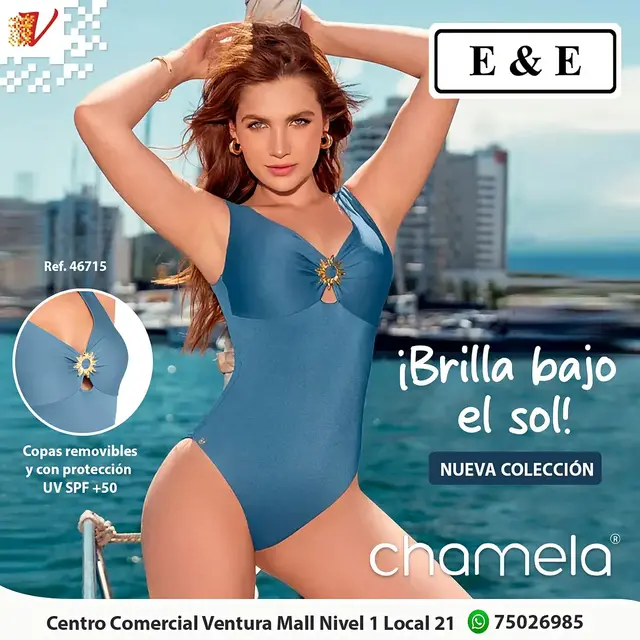 V
E & E
Ref. 46715
¡Brilla bajo
el sol!
Copas removibles
y con protección
UV SPF +50
NUEVA COLECCIÓN
chamela®
Centro Comercial Ventura Mall Nivel 1 Local 21 75026985